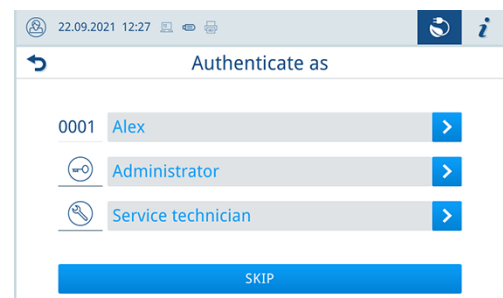 22.09.2021 12:27
i
Authenticate as
0001 Alex
Administrator
Service technician
SKIP